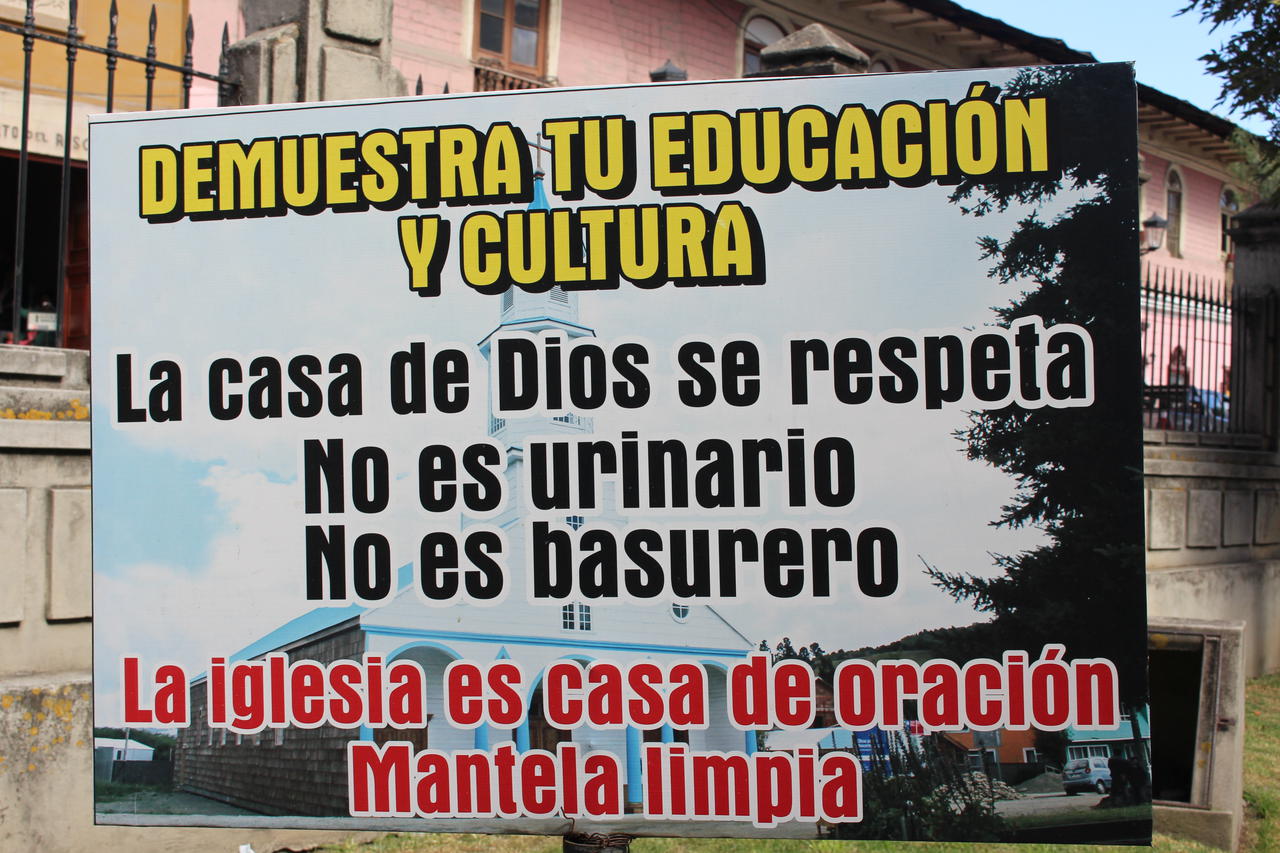 DEMUESTRA TU EDUCACIÓN
Y CULTURA
La casa de Dios se respeta
No es urinario
No es basurero
La iglesia es casa de oración
Mantela limpia